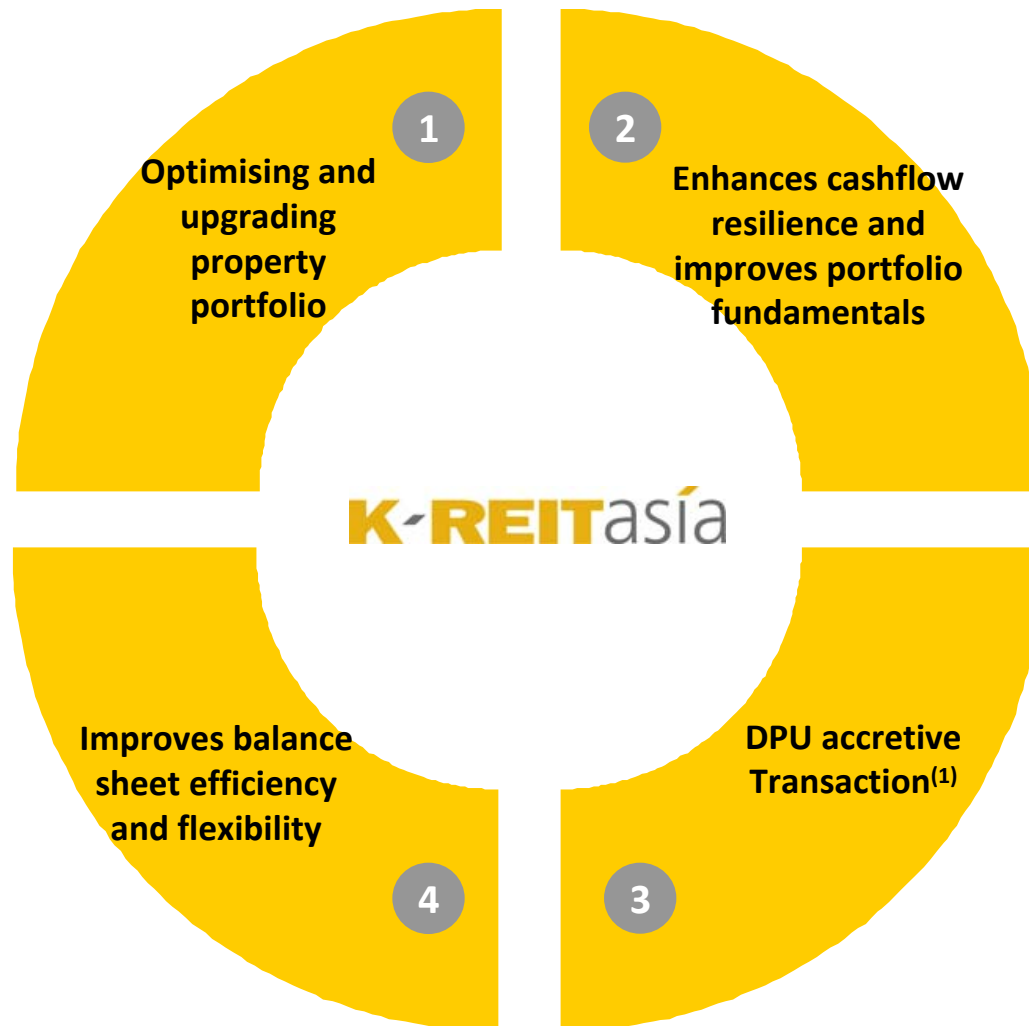 1
Optimising and
upgrading
property
portfolio
2
Enhances cashflow
resilience and
improves portfolio
fundamentals
K-REITasía
Improves balance
sheet efficiency
and flexibility
4
DPU accretive
Transaction(1)
3